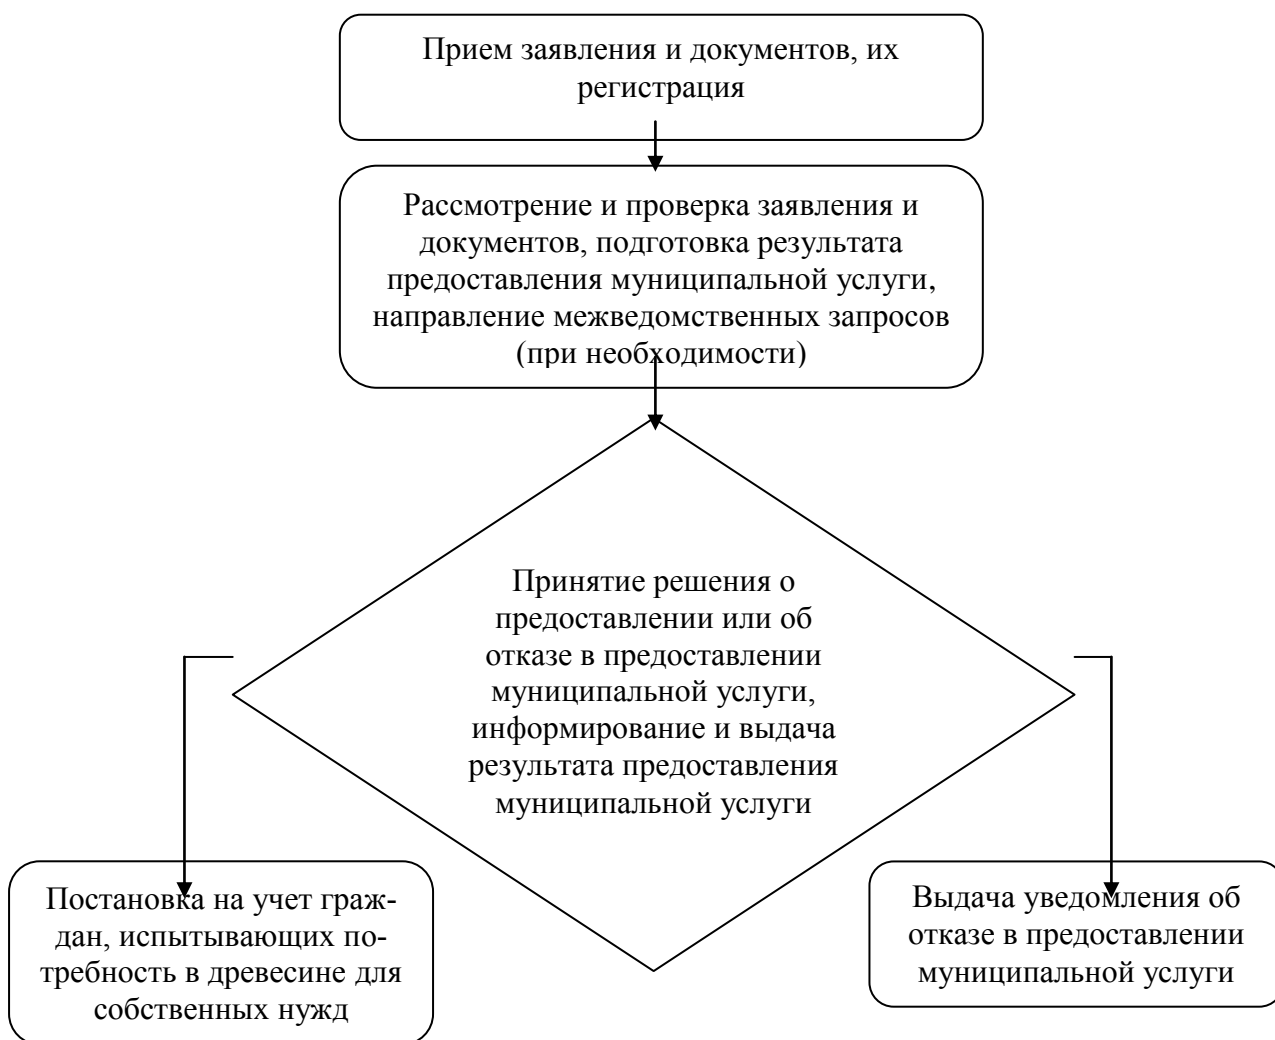 Прием заявления и документов, их
регистрация
Рассмотрение и проверка заявления и
документов, подготовка результата
предоставления муниципальной услуги,
направление межведомственных запросов
(при необходимости)
Принятие решения о
предоставлении или об
отказе в предоставлении
муниципальной услуги,
информирование и выдача
результата предоставления
муниципальной услуги
Постановка на учет граж-
дан, испытывающих по-
требность в древесине для
собственных нужд
Выдача уведомления об
отказе в предоставлении
муниципальной услуги